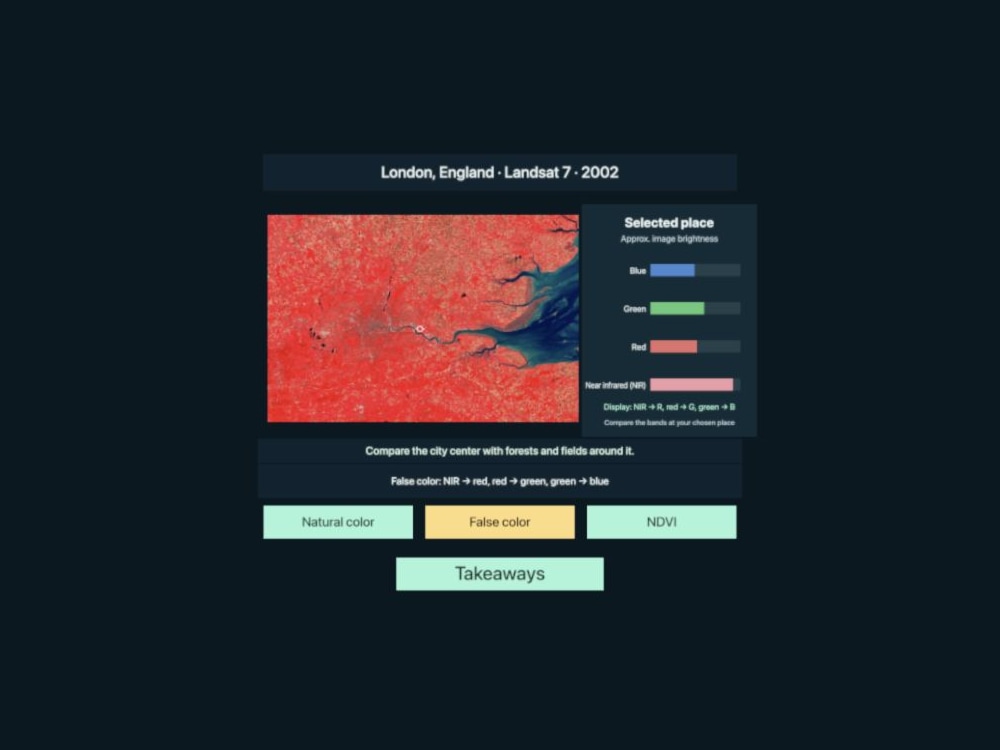 London, England · Landsat 7 · 2002
Selected place
Approx. image brightness
Blue
Green
Red
Near infrared (NIR)
Display: NIR → R, red → G, green → B
Compare the bands at your chosen place
Compare the city center with forests and fields around it.
False color: NIR → red, red → green, green → blue
Natural color
False color
NDVI
Takeaways